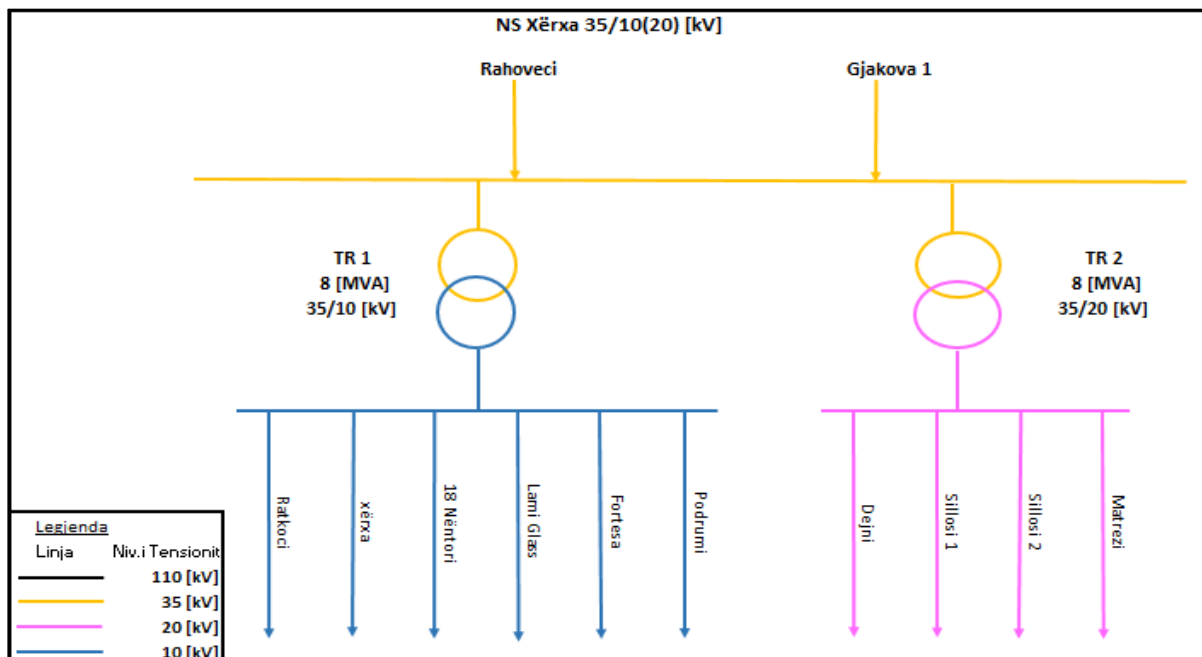 NS Xërxa 35/10(20) [kV]
Rahoveci
Gjakova 1
TR 1
8 [MVA]
35/10 [kV]
TR 2
8 [MVA]
35/20 [kV]
Ratkoci
xërxa
18 Nëntori
Lami Glass
Fortesa
Podrumi
Dejni
Sillosi 1
Sillosi 2
Matrezi
Legjenda
Linja Niv.i Tensionit
110 [kV]
35 [kV]
20 [kV]
10 [kV]